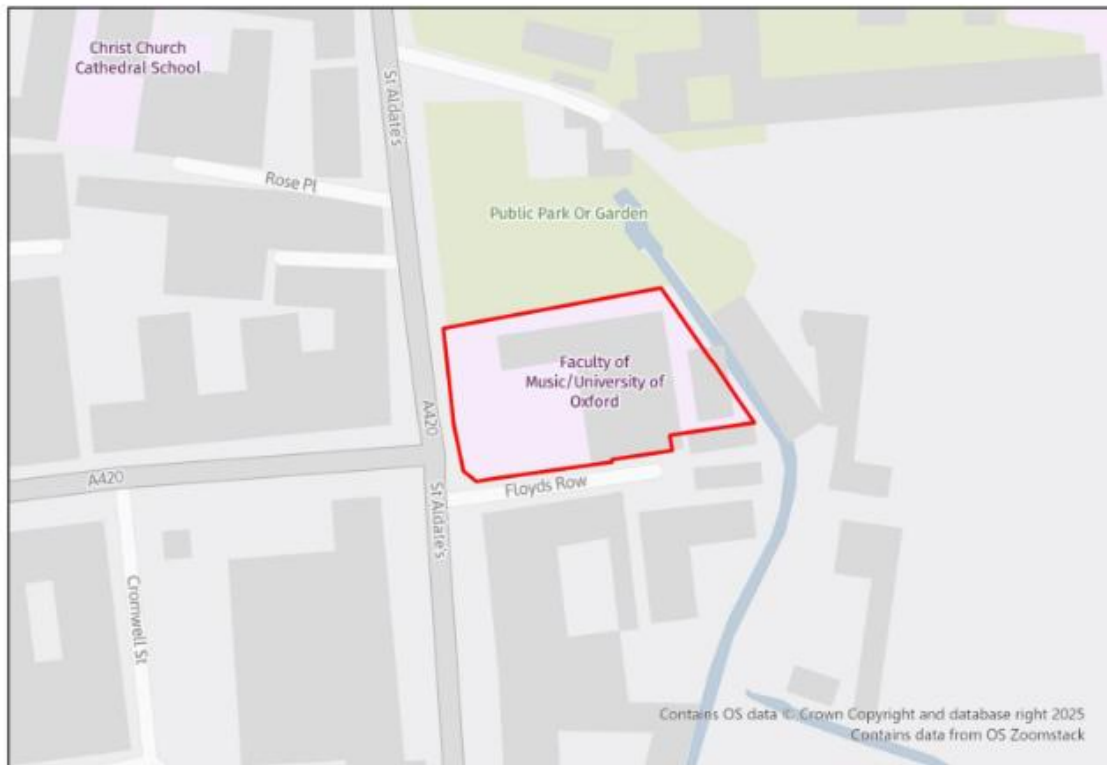 Christ Church
Cathedral School
St Aldate's
Rose Pl
Public Park Or Garden
Faculty of
Music/University of
Oxford
A420
A420
Floyds Row
St Aldate's
Cromwell St
Contains OS data © Crown Copyright and database right 2025
Contains data from OS Zoomstack